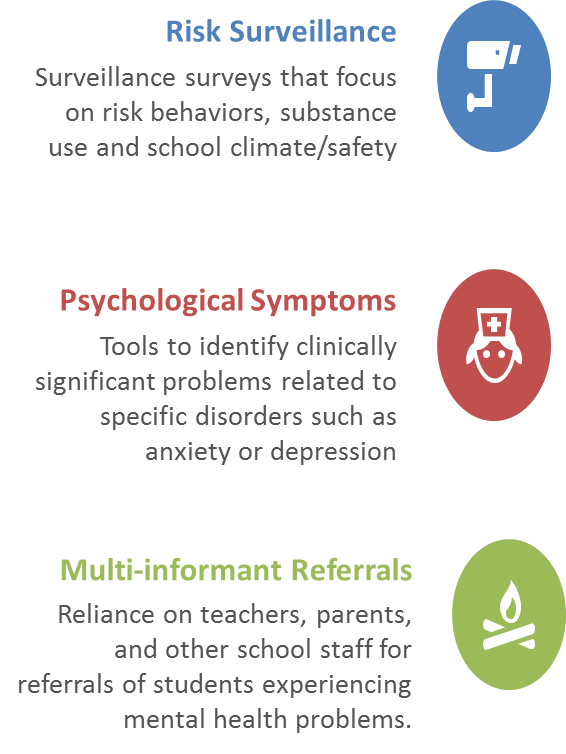 Risk Surveillance
Surveillance surveys that focus
on risk behaviors, substance
use and school climate/safety
Psychological Symptoms
Tools to identify clinically
significant problems related to
specific disorders such as
anxiety or depression
Multi-informant Referrals
Reliance on teachers, parents,
and other school staff for
referrals of students experiencing
mental health problems.